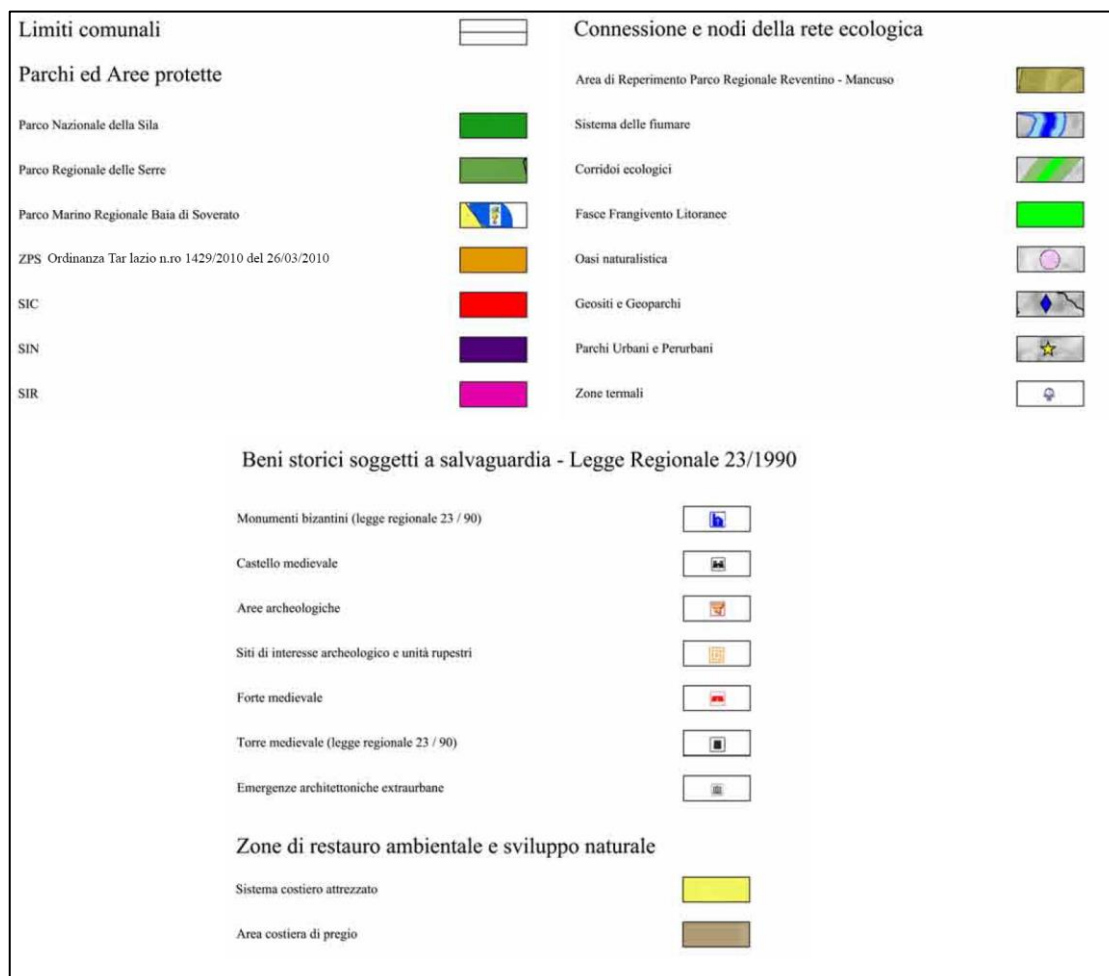 Limiti comunali
Parchi ed Aree protette
Parco Nazionale della Sila
Parco Regionale delle Serre
Parco Marino Regionale Baia di Soverato
ZPS Ordinanza Tar lazio n.ro 1429/2010 del 26/03/2010
SIC
SIN
SIR
Connessione e nodi della rete ecologica
Area di Reperimento Parco Regionale Reventino - Mancuso
Sistema delle fiumare
Corridoi ecologici
Fasce Frangivento Litoranee
Oasi naturalistica
Geositi e Geoparchi
Parchi Urbani e Perurbani
Zone termali
Beni storici soggetti a salvaguardia - Legge Regionale 23/1990
Monumenti bizantini (legge regionale 23 / 90)
Castello medievale
Aree archeologiche
Siti di interesse archeologico e unità rupestri
Forte medievale
Torre medievale (legge regionale 23 / 90)
Emergenze architettoniche extraurbane
Zone di restauro ambientale e sviluppo naturale
Sistema costiero attrezzato
Area costiera di pregio